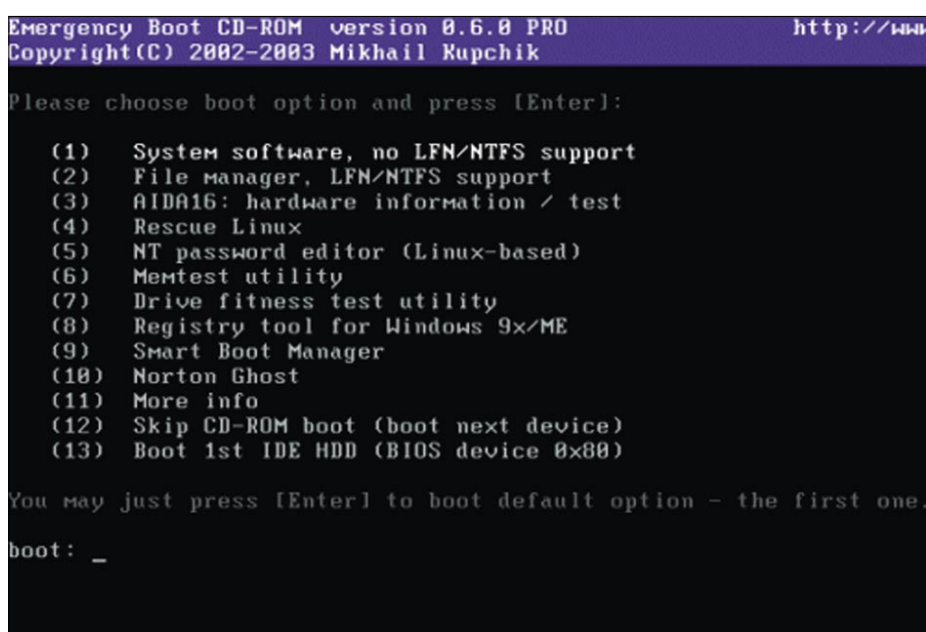 Emergency Boot CD-ROM version 0.6.0 PRO http://www
Copyright(C) 2002-2003 Mikhail Kupchik
Please choose boot option and press [Enter]:
(1) System software, no LFN/NTFS support
(2) File manager, LFN/NTFS support
(3) AIDA16: hardware information / test
(4) Rescue Linux
(5) NT password editor (Linux-based)
(6) Memtest utility
(7) Drive fitness test utility
(8) Registry tool for Windows 9x/ME
(9) Smart Boot Manager
(10) Norton Ghost
(11) More info
(12) Skip CD-ROM boot (boot next device)
(13) Boot 1st IDE HDD (BIOS device 0x80)
You may just press [Enter] to boot default option - the first one.
boot: _